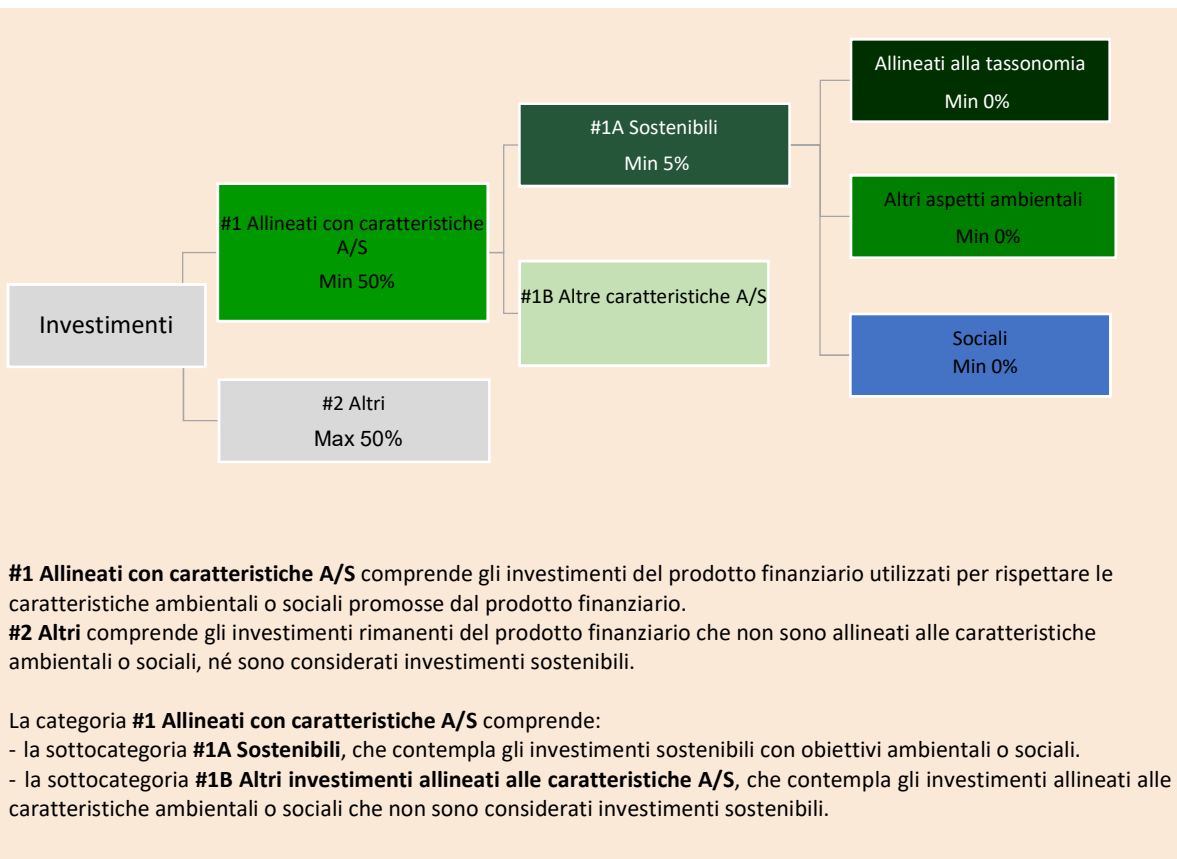 Allineati alla tassonomia
Min 0%
#1A Sostenibili
Min 5%
Altri aspetti ambientali
Min 0%
#1 Allineati con caratteristiche
A/S
Min 50%
#1B Altre caratteristiche A/S
Investimenti
Sociali
Min 0%
#2 Altri
Max 50%
#1 Allineati con caratteristiche A/S comprende gli investimenti del prodotto finanziario utilizzati per rispettare le
caratteristiche ambientali o sociali promosse dal prodotto finanziario.
#2 Altri comprende gli investimenti rimanenti del prodotto finanziario che non sono allineati alle caratteristiche
ambientali o sociali, né sono considerati investimenti sostenibili.
La categoria #1 Allineati con caratteristiche A/S comprende:
- la sottocategoria #1A Sostenibili, che contempla gli investimenti sostenibili con obiettivi ambientali o sociali.
- la sottocategoria #1B Altri investimenti allineati alle caratteristiche A/S, che contempla gli investimenti allineati alle
caratteristiche ambientali o sociali che non sono considerati investimenti sostenibili.